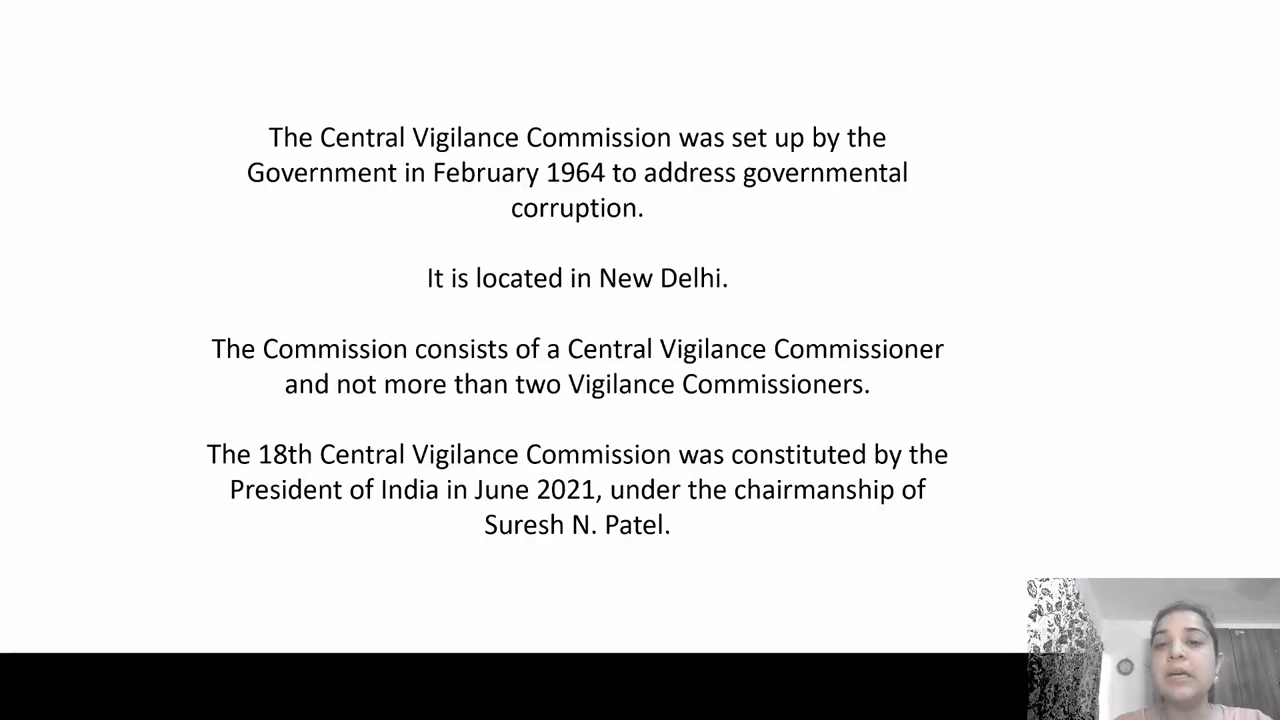 The Central Vigilance Commission was set up by the
Government in February 1964 to address governmental
corruption.
It is located in New Delhi.
The Commission consists of a Central Vigilance Commissioner
and not more than two Vigilance Commissioners.
The 18th Central Vigilance Commission was constituted by the
President of India in June 2021, under the chairmanship of
Suresh N. Patel.